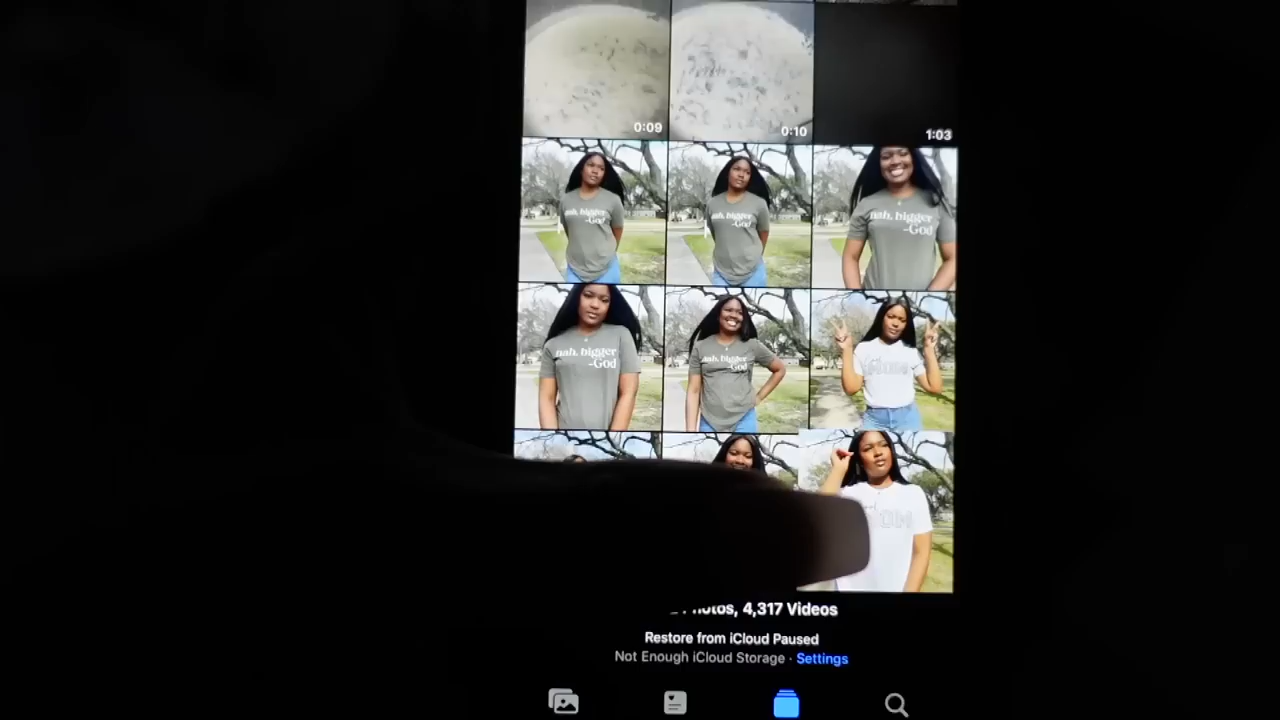 0:09
0:10
1:03
nah, bigger
-God
nah, bigger
-God
nah, bigger
-God
nah, bigger
-God
nah, bigger
-God
MOM
Photos, 4,317 Videos
Restore from iCloud Paused
Not Enough iCloud Storage · Settings